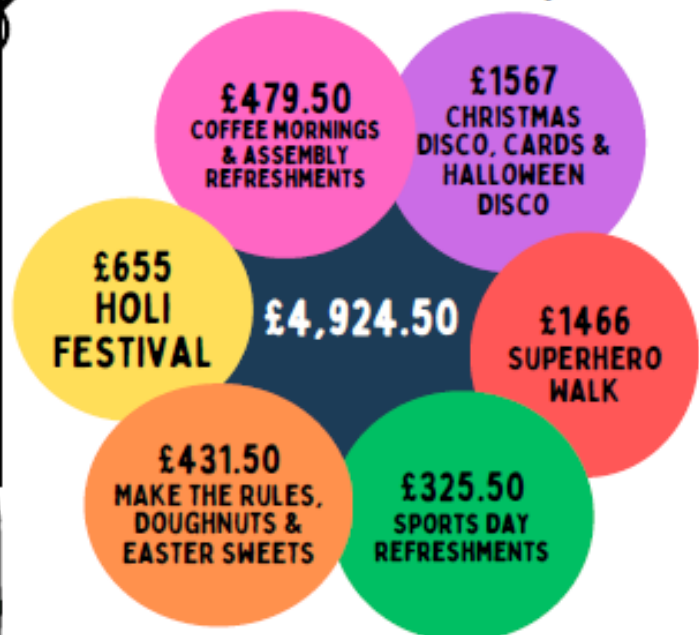 £479.50
COFFEE MORNINGS
& ASSEMBLY
REFRESHMENTS
£1567
CHRISTMAS
DISCO, CARDS &
HALLOWEEN
DISCO
£655
HOLI
FESTIVAL
£4,924.50
£1466
SUPERHERO
WALK
£431.50
MAKE THE RULES,
DOUGHNUTS &
EASTER SWEETS
£325.50
SPORTS DAY
REFRESHMENTS